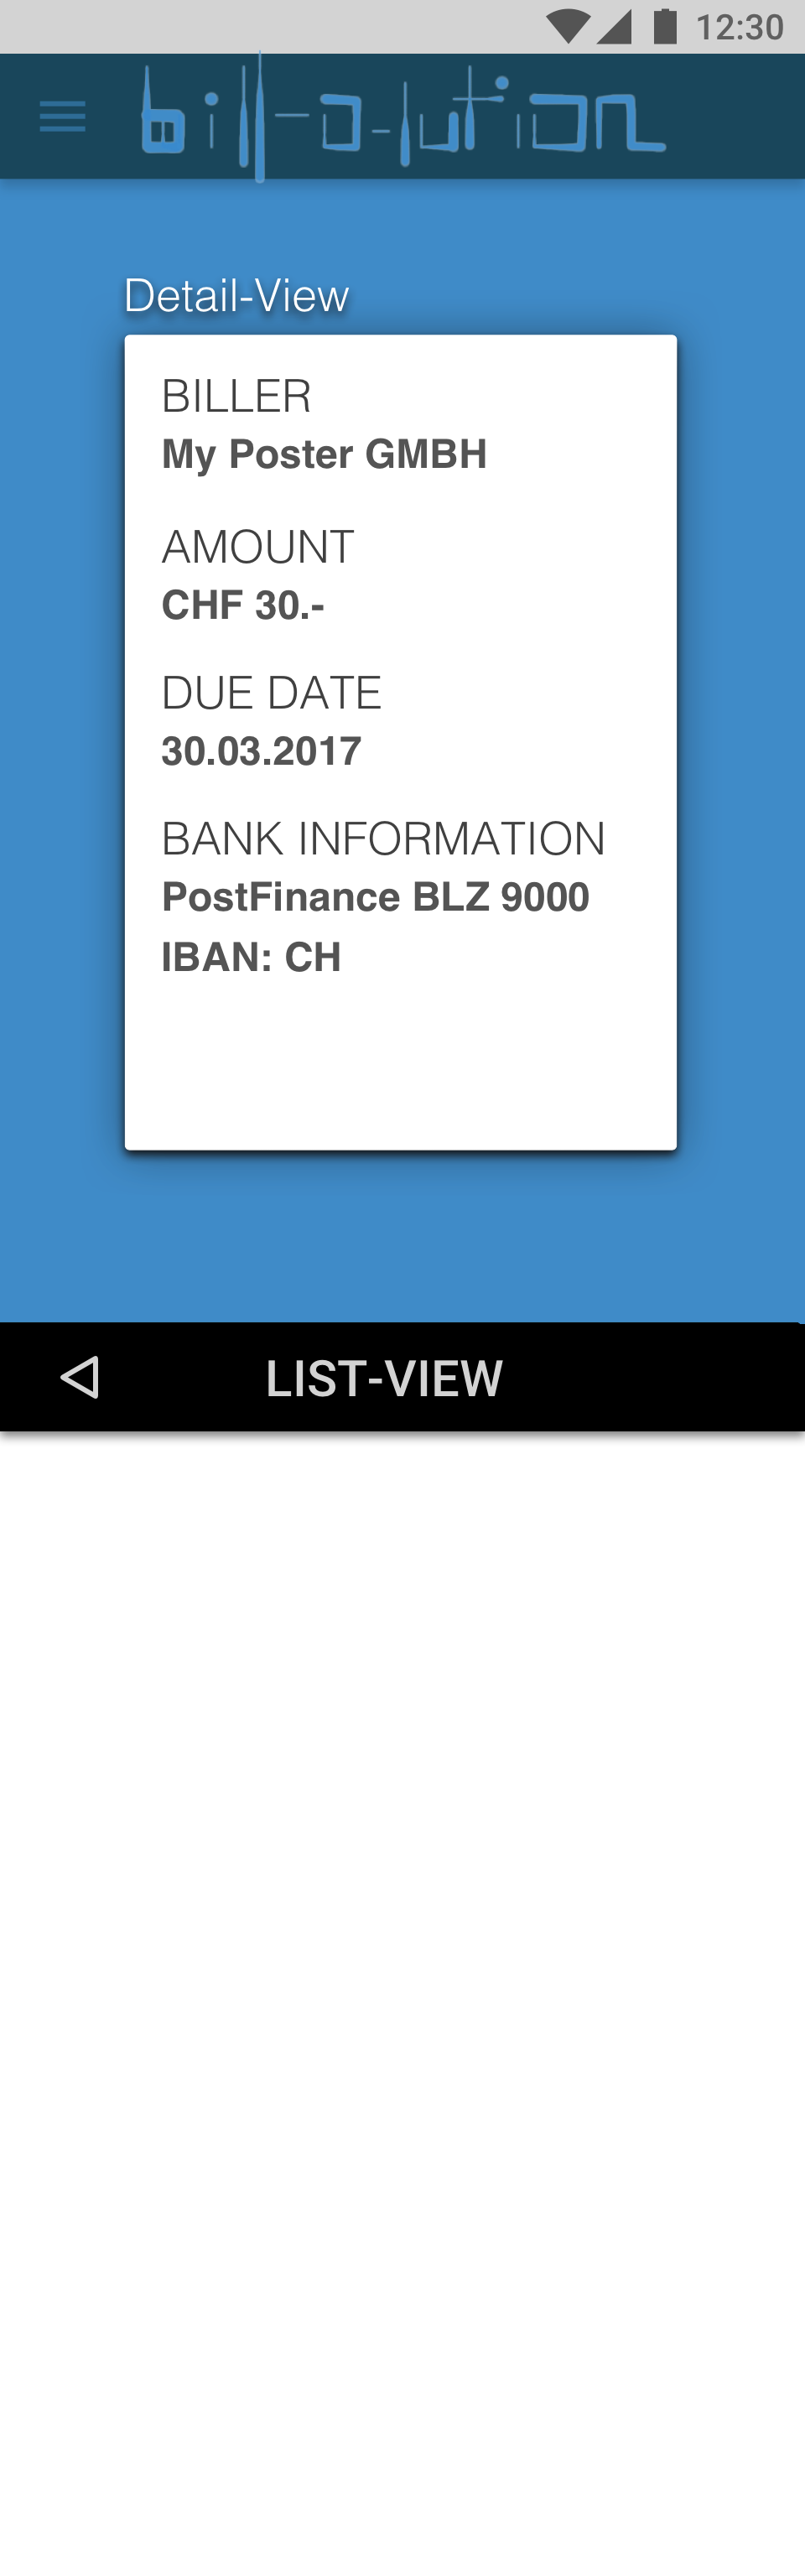 12:30
bill-o-lution
Detail-View
BILLER
My Poster GMBH
AMOUNT
CHF 30.-
DUE DATE
30.03.2017
BANK INFORMATION
PostFinance BLZ 9000
IBAN: CH
LIST-VIEW